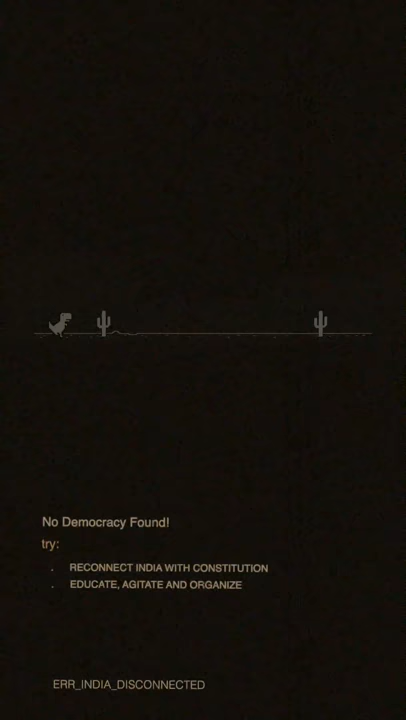 No Democracy Found!
try:
. RECONNECT INDIA WITH CONSTITUTION
. EDUCATE, AGITATE AND ORGANIZE
ERR_INDIA_DISCONNECTED